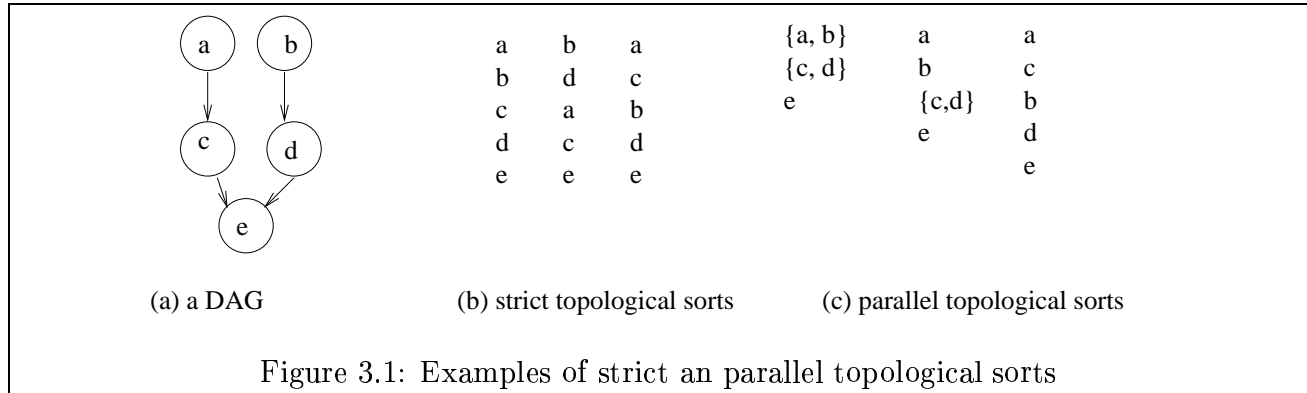 a b
c d
e
a b a
b d c
c a b
d c d
e e e
{a, b} a a
{c, d} b c
e {c,d} b
e d
e
(a) a DAG (b) strict topological sorts (c) parallel topological sorts
Figure 3.1: Examples of strict an parallel topological sorts